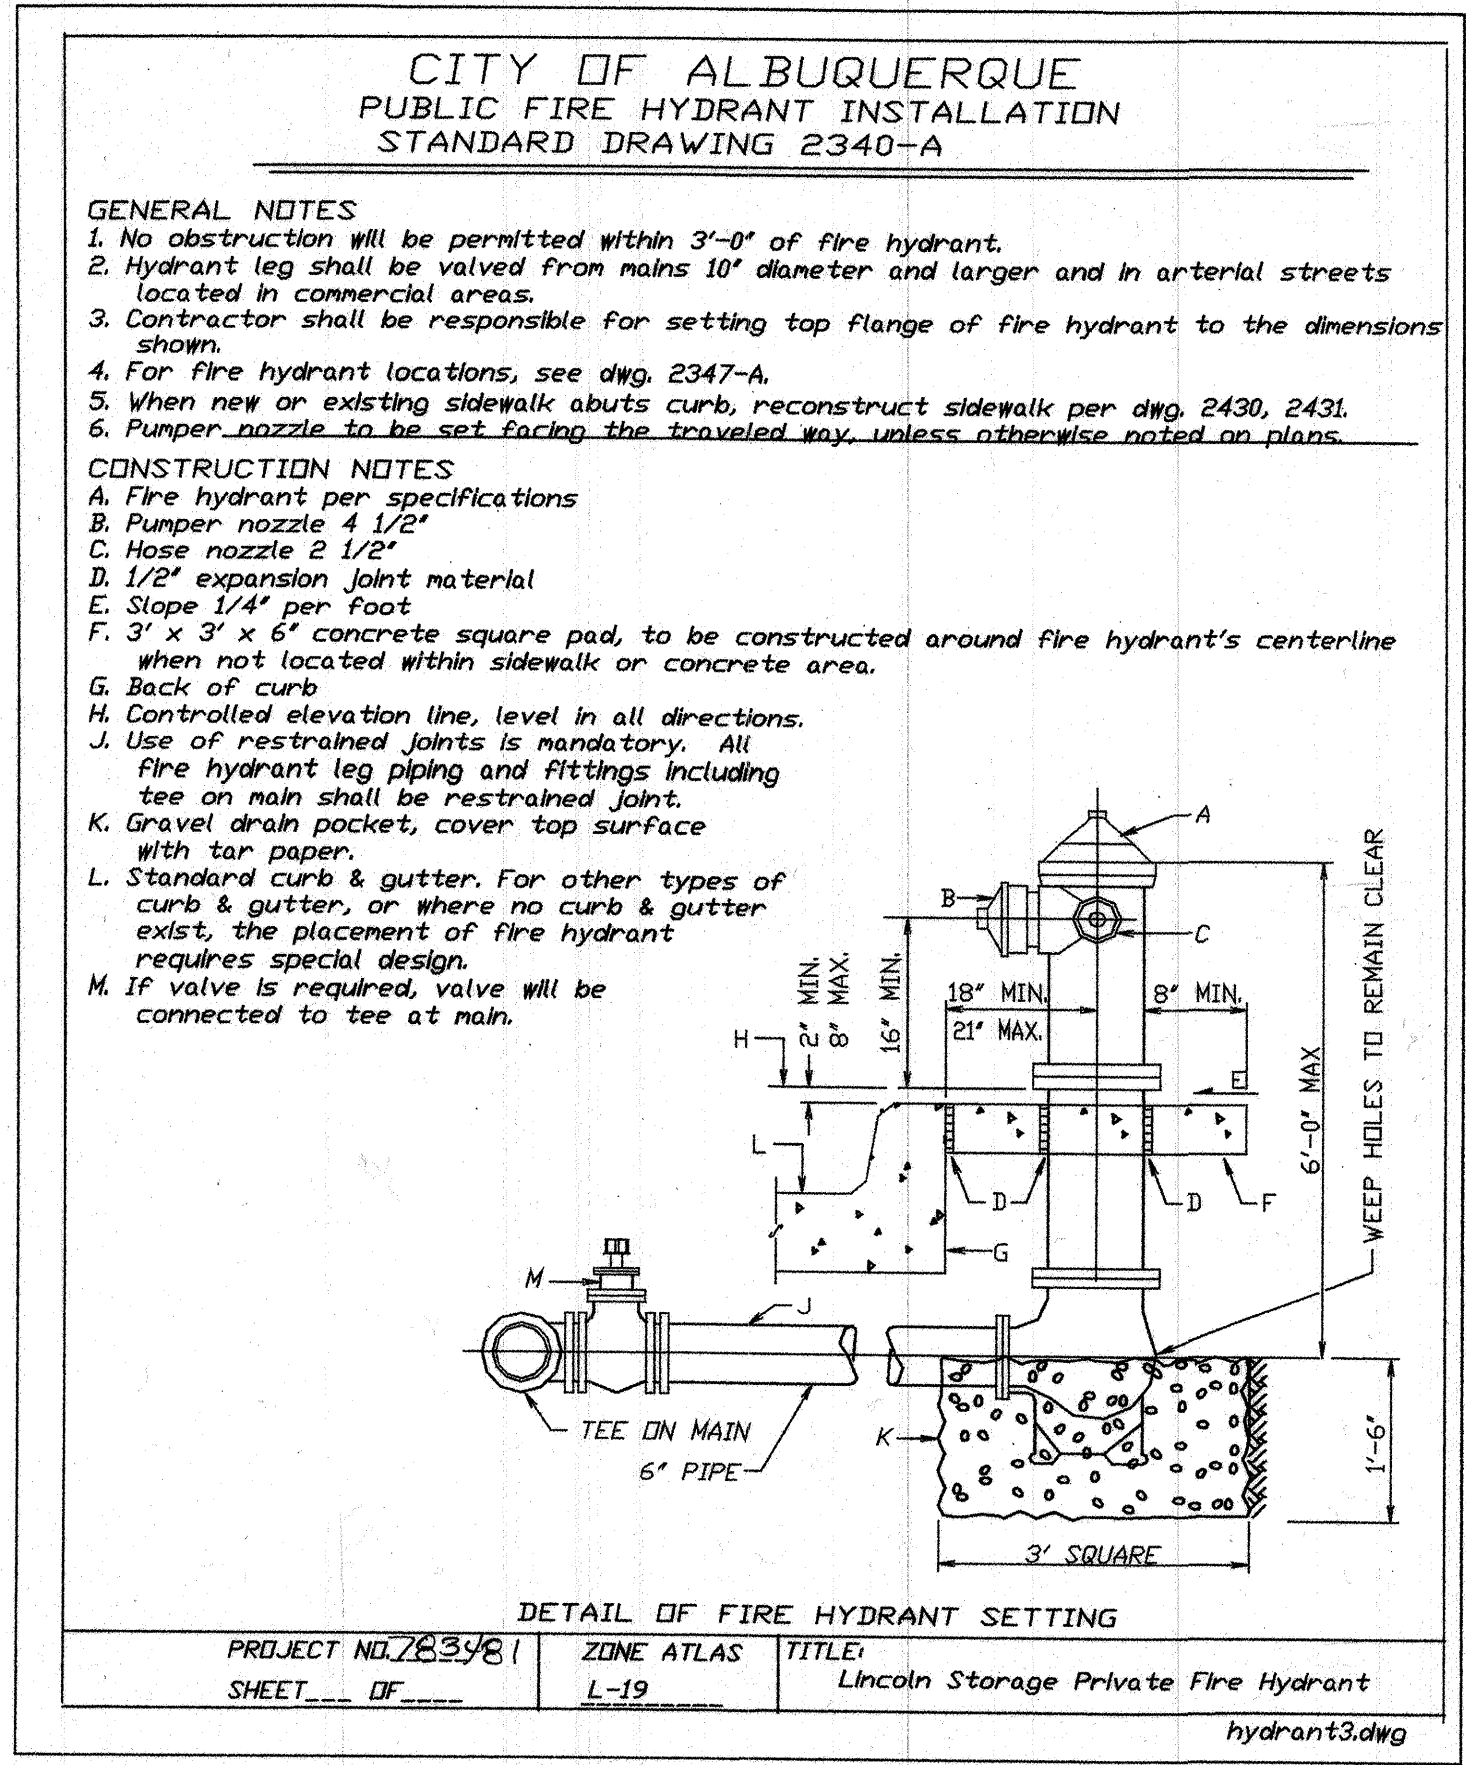 CITY OF ALBUQUERQUE
PUBLIC FIRE HYDRANT INSTALLATION
STANDARD DRAWING 2340-A
GENERAL NOTES
1. No obstruction will be permitted within 3'-0" of fire hydrant.
2. Hydrant leg shall be valved from mains 10" diameter and larger and in arterial streets
located in commercial areas.
3. Contractor shall be responsible for setting top flange of fire hydrant to the dimensions
shown.
4. For fire hydrant locations, see dwg. 2347-A.
5. When new or existing sidewalk abuts curb, reconstruct sidewalk per dwg. 2430, 2431.
6. Pumper nozzle to be set facing the traveled way, unless otherwise noted on plans.
CONSTRUCTION NOTES
A. Fire hydrant per specifications
B. Pumper nozzle 4 1/2"
C. Hose nozzle 2 1/2"
D. 1/2" expansion joint material
E. Slope 1/4" per foot
F. 3' x 3' x 6" concrete square pad, to be constructed around fire hydrant's centerline
when not located within sidewalk or concrete area.
G. Back of curb
H. Controlled elevation line, level in all directions.
J. Use of restrained joints is mandatory. All
fire hydrant leg piping and fittings including
tee on main shall be restrained joint.
K. Gravel drain pocket, cover top surface
with tar paper.
L. Standard curb & gutter. For other types of
curb & gutter, or where no curb & gutter
exist, the placement of fire hydrant
requires special design.
M. If valve is required, valve will be
connected to tee at main.
A
B
C
2" MIN.
8" MAX.
16" MIN.
18" MIN.
21" MAX.
8" MIN.
H
E
L
D
D
F
G
6'-0" MAX
WEEP HOLES TO REMAIN CLEAR
M
J
TEE ON MAIN
6" PIPE
K
1'-6"
3' SQUARE
DETAIL OF FIRE HYDRANT SETTING
PROJECT NO. 783481
SHEET___ OF____
ZONE ATLAS
L-19
TITLE:
Lincoln Storage Private Fire Hydrant
hydrant3.dwg